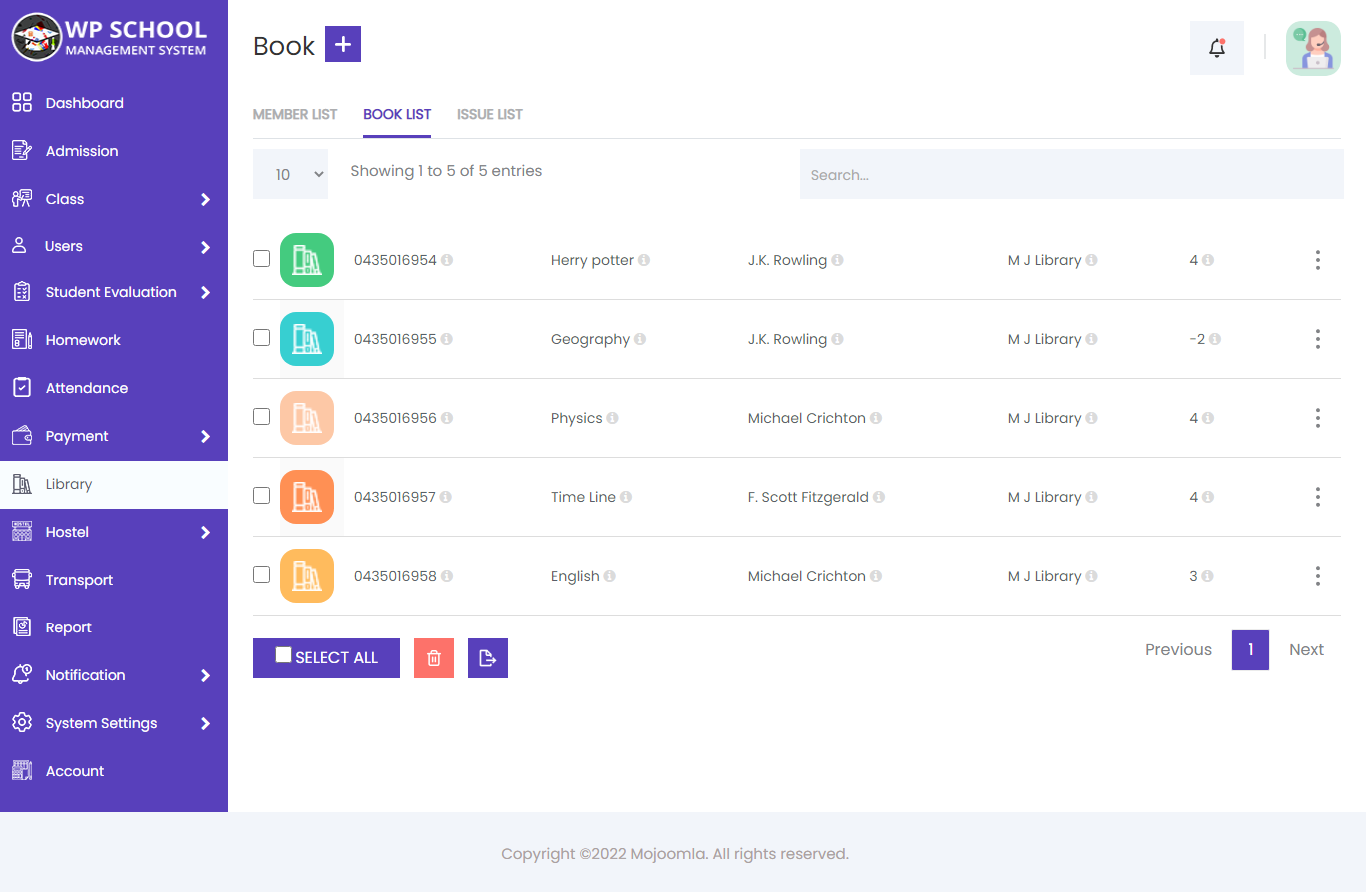 WP SCHOOL
MANAGEMENT SYSTEM
Dashboard
Admission
Class
Users
Student Evaluation
Homework
Attendance
Payment
Library
Hostel
Transport
Report
Notification
System Settings
Account
Book +
MEMBER LIST BOOK LIST ISSUE LIST
10 Showing 1 to 5 of 5 entries Search...
0435016954 Herry potter J.K. Rowling M J Library 4
0435016955 Geography J.K. Rowling M J Library -2
0435016956 Physics Michael Crichton M J Library 4
0435016957 Time Line F. Scott Fitzgerald M J Library 4
0435016958 English Michael Crichton M J Library 3
SELECT ALL Previous 1 Next
Copyright ©2022 Mojoomla. All rights reserved.